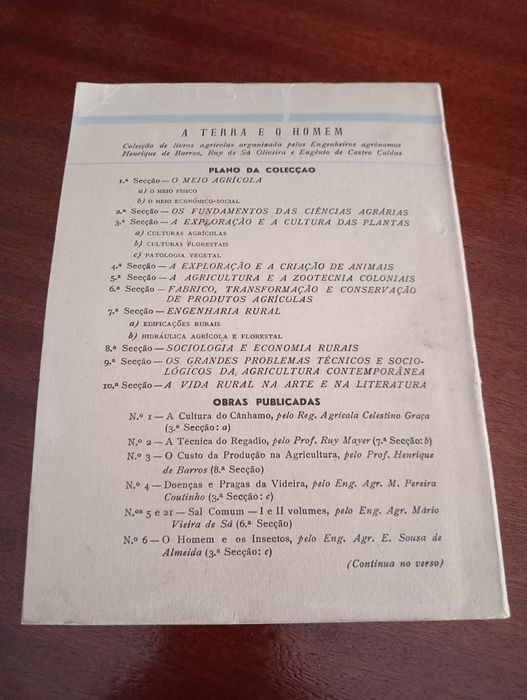 A TERRA E O HOMEM
Colecção de livros agrícolas organizada pelos Engenheiros agrónomos
Henrique de Barros, Ruy de Sá Oliveira e Eugénio de Castro Caldas
PLANO DA COLECÇÃO
1.ª Secção — O MEIO AGRÍCOLA
a) O MEIO FÍSICO
b) O MEIO ECONÓMICO-SOCIAL
2.ª Secção — OS FUNDAMENTOS DAS CIÊNCIAS AGRÁRIAS
3.ª Secção — A EXPLORAÇÃO E A CULTURA DAS PLANTAS
a) CULTURAS AGRÍCOLAS
b) CULTURAS FLORESTAIS
c) PATOLOGIA VEGETAL
4.ª Secção — A EXPLORAÇÃO E A CRIAÇÃO DE ANIMAIS
5.ª Secção — A AGRICULTURA E A ZOOTECNIA COLONIAIS
6.ª Secção — FABRICO, TRANSFORMAÇÃO E CONSERVAÇÃO
DE PRODUTOS AGRÍCOLAS
7.ª Secção — ENGENHARIA RURAL
a) EDIFICAÇÕES RURAIS
b) HIDRÁULICA AGRÍCOLA E FLORESTAL
8.ª Secção — SOCIOLOGIA E ECONOMIA RURAIS
9.ª Secção — OS GRANDES PROBLEMAS TÉCNICOS E SOCIO-
LÓGICOS DA AGRICULTURA CONTEMPORÂNEA
10.ª Secção — A VIDA RURAL NA ARTE E NA LITERATURA
OBRAS PUBLICADAS
N.º 1 — A Cultura do Cânhamo, pelo Reg. Agrícola Celestino Graça
(3.ª Secção: a)
N.º 2 — A Técnica do Regadio, pelo Prof. Ruy Mayer (7.ª Secção: b)
N.º 3 — O Custo da Produção na Agricultura, pelo Prof. Henrique
de Barros (8.ª Secção)
N.º 4 — Doenças e Pragas da Videira, pelo Eng. Agr. M. Pereira
Coutinho (3.ª Secção: c)
N.ºs 5 e 21 — Sal Comum — I e II volumes, pelo Eng. Agr. Mário
Vieira de Sá (6.ª Secção)
N.º 6 — O Homem e os Insectos, pelo Eng. Agr. E. Sousa de
Almeida (3.ª Secção: c)
(Continua no verso)